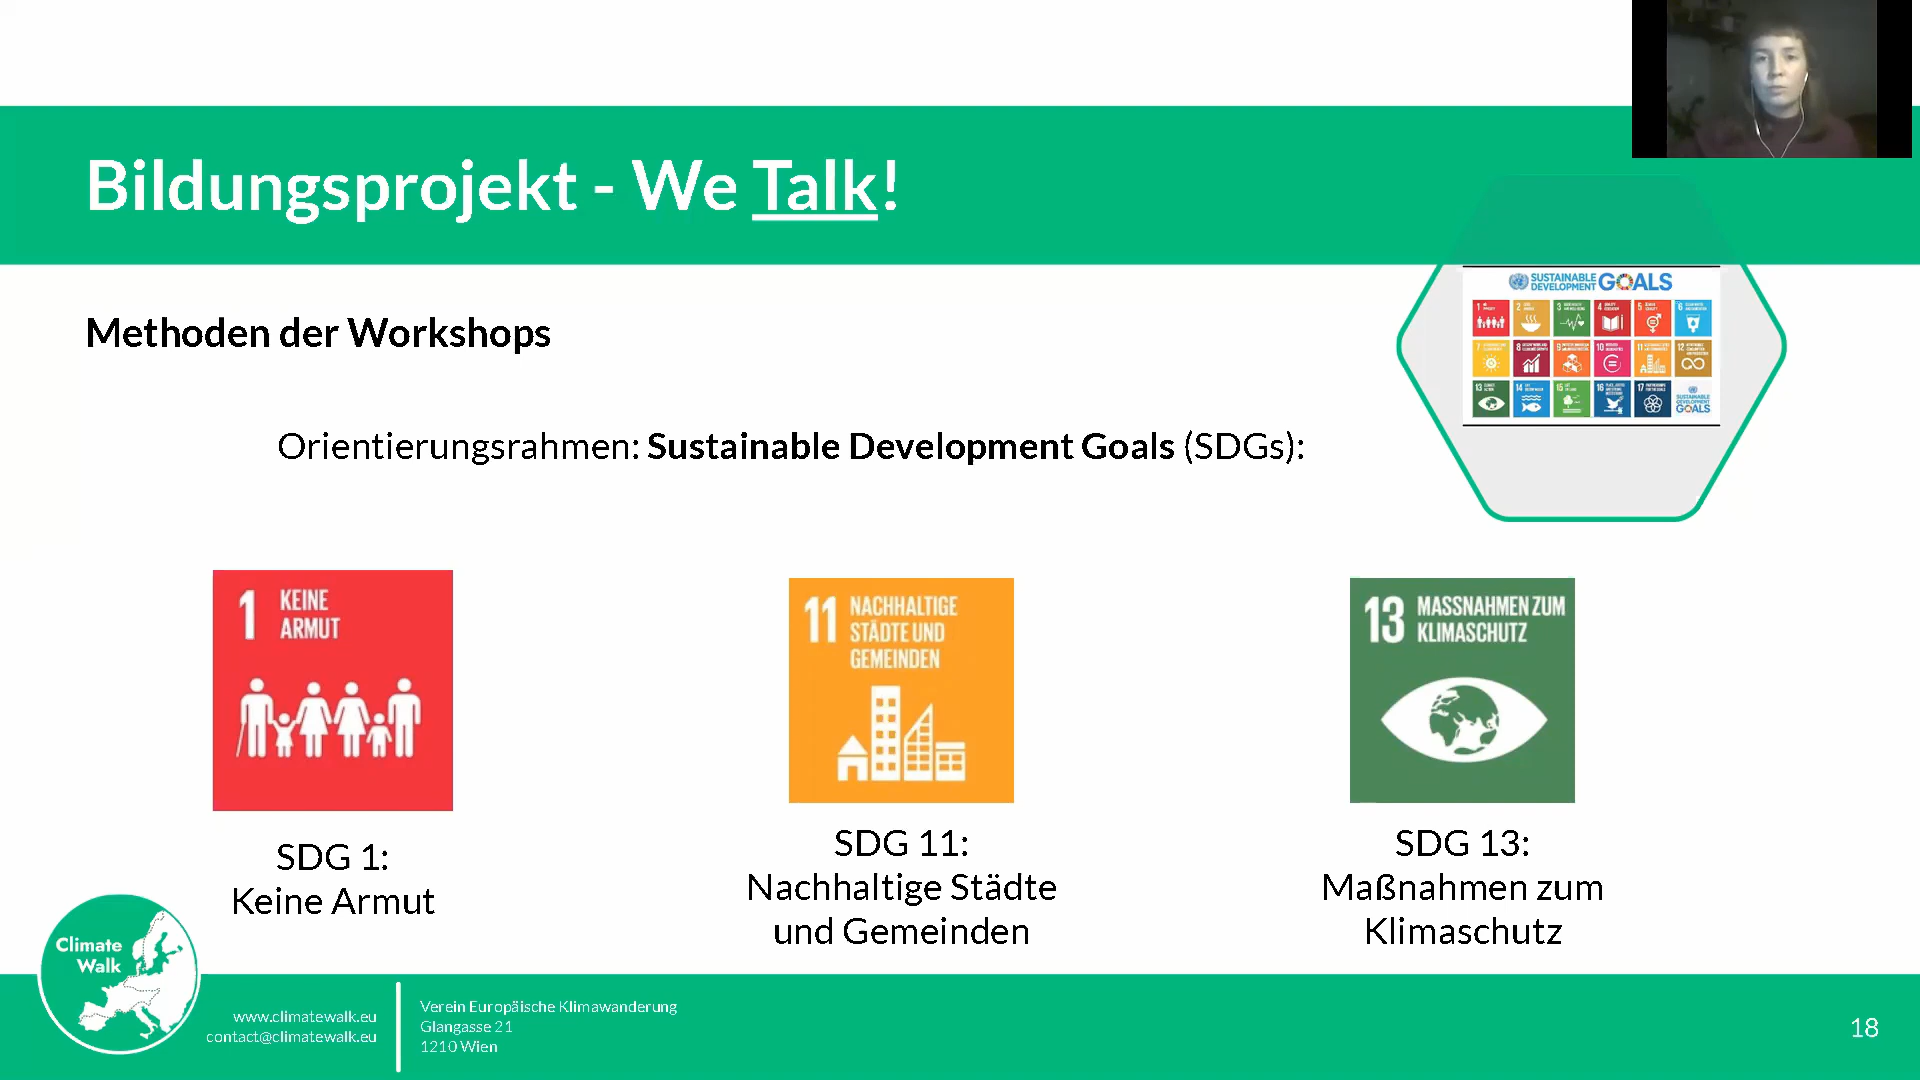 Bildungsprojekt - We Talk!
SUSTAINABLE
DEVELOPMENT GOALS
Methoden der Workshops
Orientierungsrahmen: Sustainable Development Goals (SDGs):
1 KEINE
ARMUT
11 NACHHALTIGE
STÄDTE UND
GEMEINDEN
13 MASSNAHMEN ZUM
KLIMASCHUTZ
SDG 1:
Keine Armut
SDG 11:
Nachhaltige Städte
und Gemeinden
SDG 13:
Maßnahmen zum
Klimaschutz
Climate
Walk
www.climatewalk.eu
contact@climatewalk.eu
Verein Europäische Klimawanderung
Glangasse 21
1210 Wien
18